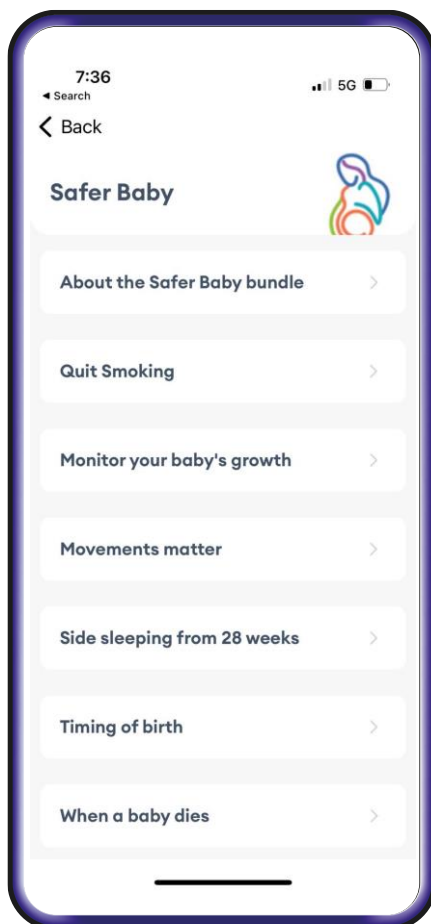 7:36
5G
◄ Search
Back
Safer Baby
About the Safer Baby bundle
Quit Smoking
Monitor your baby's growth
Movements matter
Side sleeping from 28 weeks
Timing of birth
When a baby dies